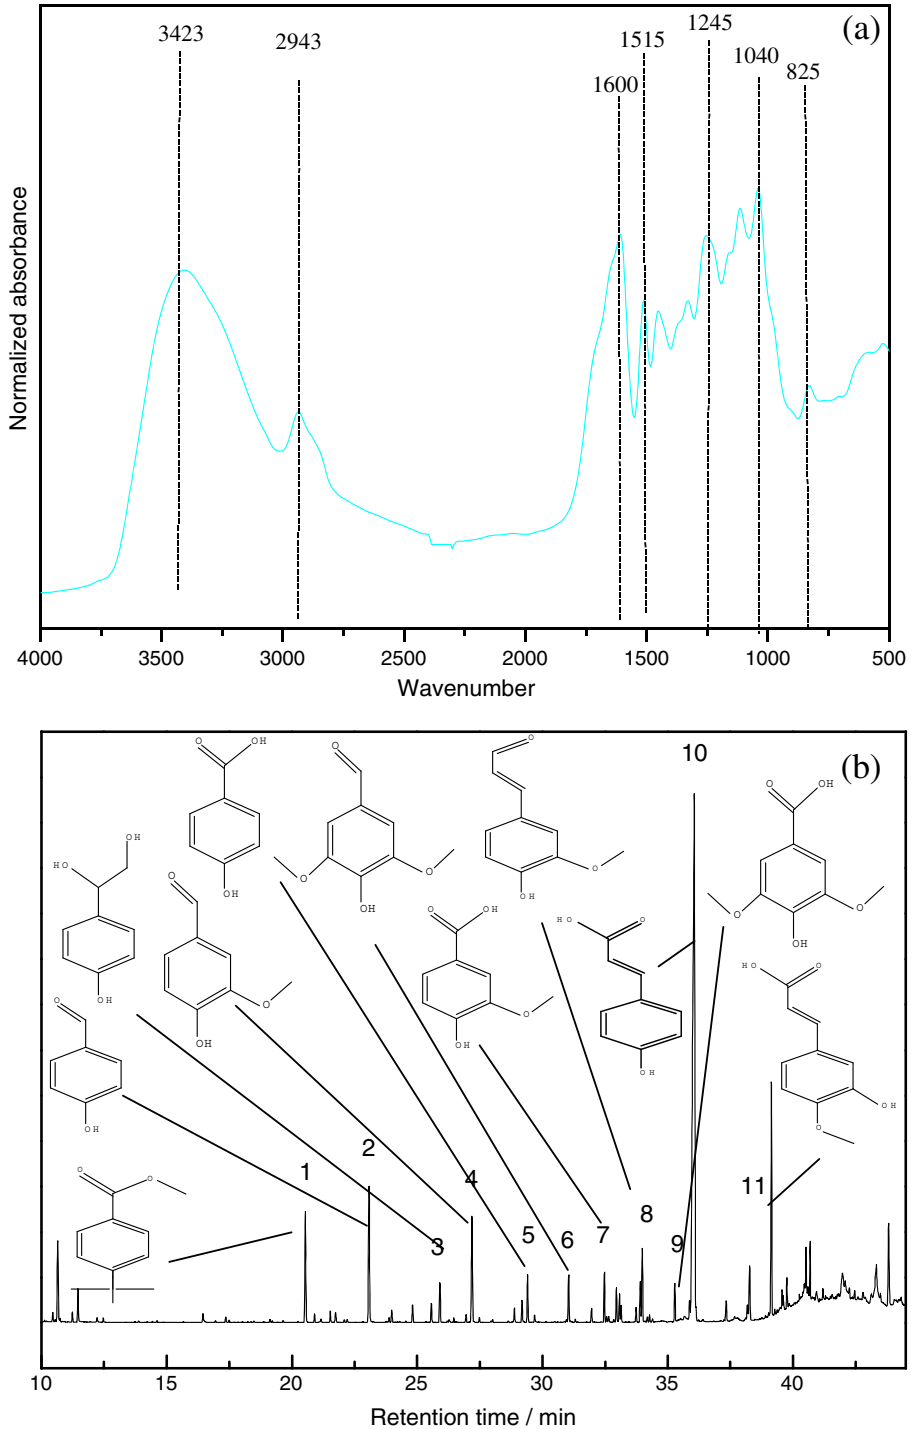 (a)
3423
2943
1600
1515
1245
1040
825
Normalized absorbance
4000
3500
3000
2500
2000
1500
1000
500
Wavenumber
(b)
10
O
OH
OH
O
O
O
OH
O
O
OH
O
O
OH
O
O
OH
OH
HO
OH
O
O
OH
O
OH
OH
O
HO
O
OH
HO
O
OH
O
O
OH
O
O
1
2
3
4
5
6
7
8
9
11
10
15
20
25
30
35
40
Retention time / min